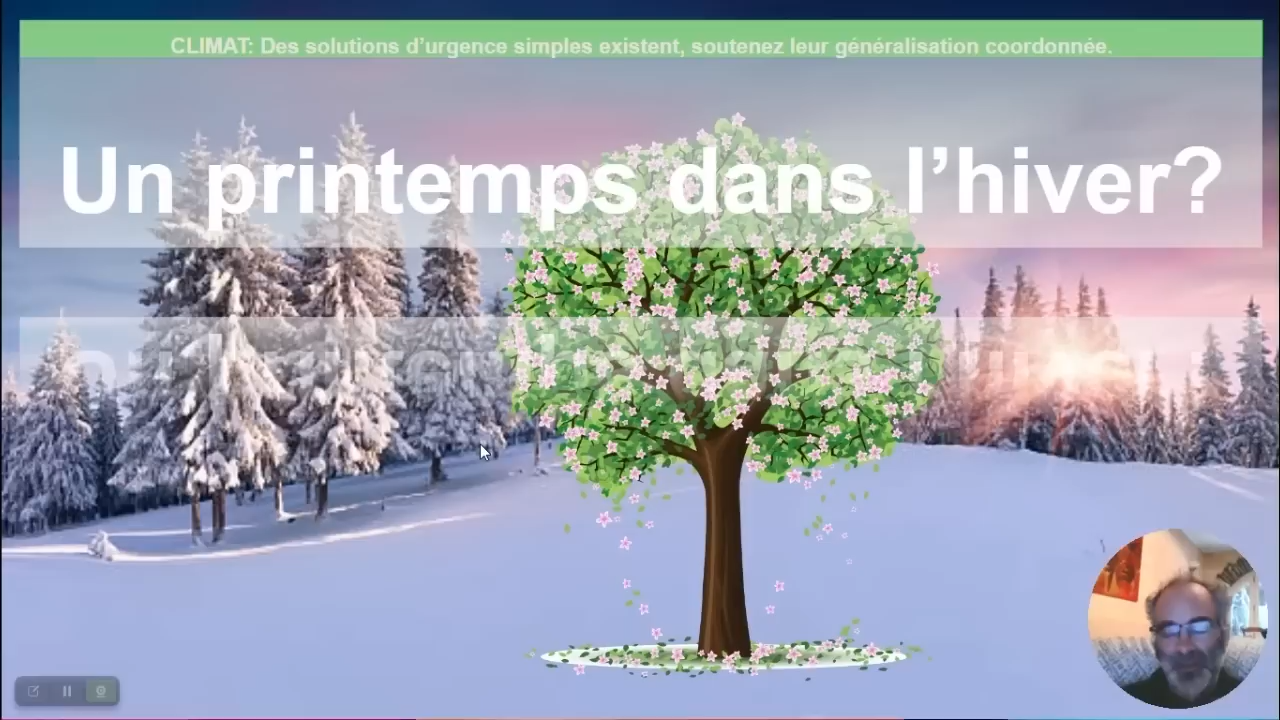 CLIMAT: Des solutions d’urgence simples existent, soutenez leur généralisation coordonnée.
Un printemps dans l’hiver?